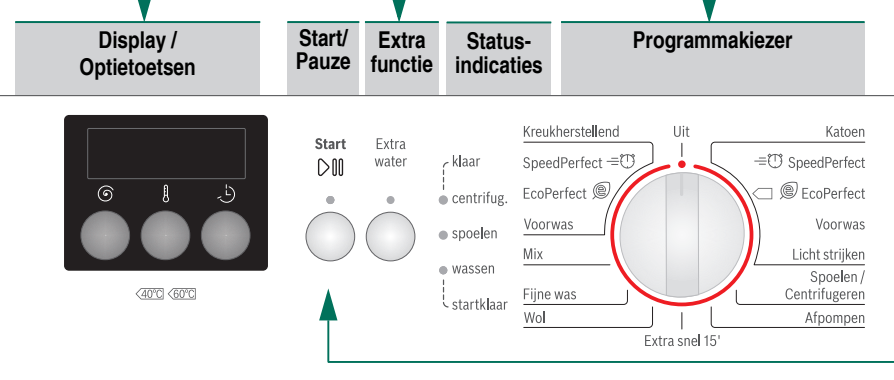 Display /
Optietoetsen
Start/
Pauze
Extra
functie
Status-
indicaties
Programmakiezer
Start
Extra
water
klaar
centrifug.
spoelen
wassen
startklaar
40°C 60°C
Kreukherstellend
SpeedPerfect
EcoPerfect
Voorwas
Mix
Fijne was
Wol
Uit
Extra snel 15'
Katoen
SpeedPerfect
EcoPerfect
Voorwas
Licht strijken
Spoelen /
Centrifugeren
Afpompen